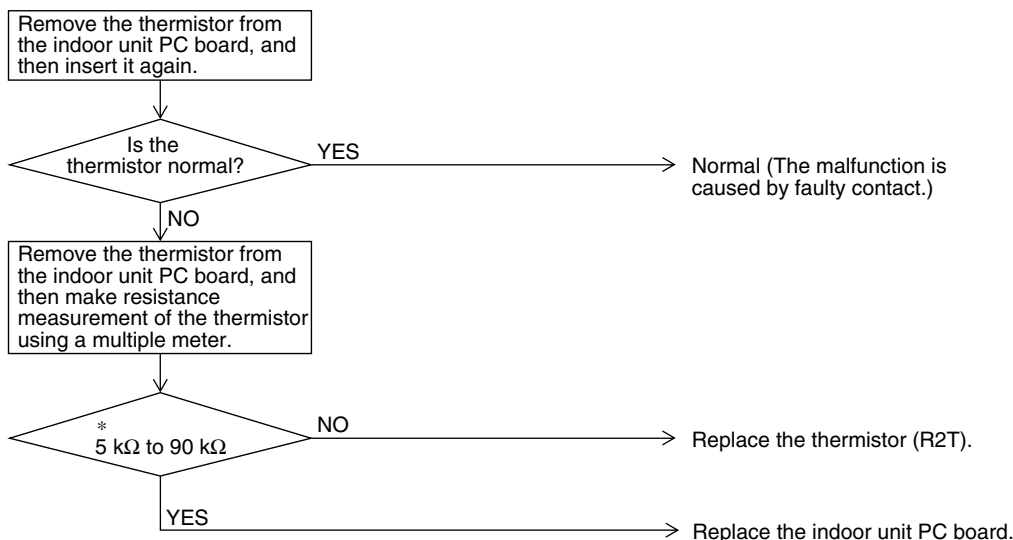 Remove the thermistor from
the indoor unit PC board, and
then insert it again.
Is the
thermistor normal?
YES
Normal (The malfunction is
caused by faulty contact.)
NO
Remove the thermistor from
the indoor unit PC board, and
then make resistance
measurement of the thermistor
using a multiple meter.
*
5 kΩ to 90 kΩ
NO
Replace the thermistor (R2T).
YES
Replace the indoor unit PC board.